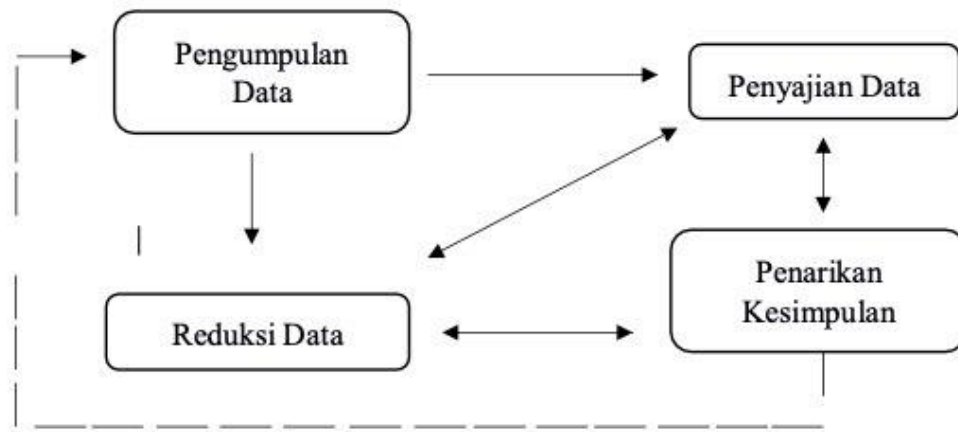 Pengumpulan
Data
Penyajian Data
Penarikan
Kesimpulan
Reduksi Data